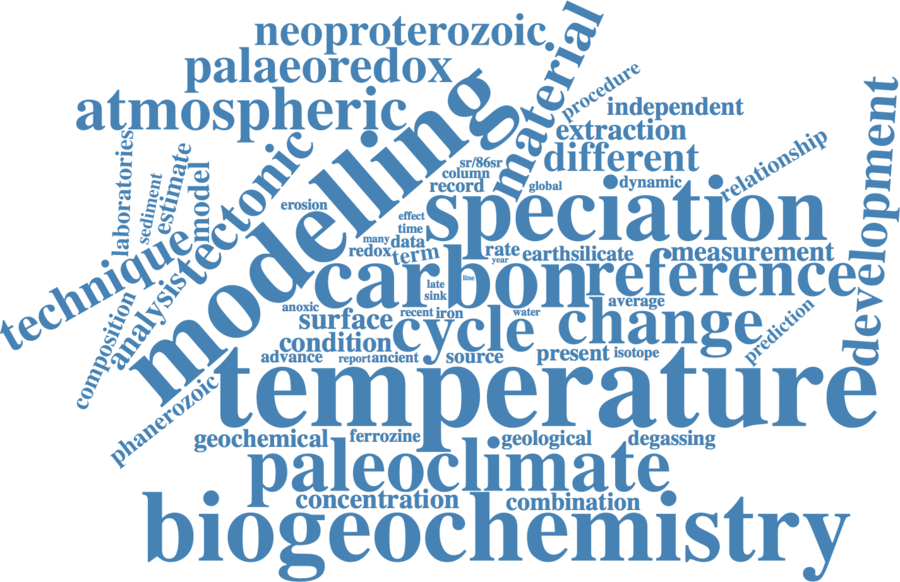 neoproterozoic
palaeoredox
atmospheric
modelling
material
procedure
independent
extraction
different
development
relationship
laboratories
sediment
estimate
model
tectonic
technique
analysis
composition
sr/86sr
column
record
global
dynamic
erosion
speciation
effect
time
many
data
redox
term
rate
year
earthsilicate
measurement
carbon
reference
line
late
sink
average
anoxic
recent
iron
water
surface
cycle
change
prediction
condition
advance
report
ancient
source
present
isotope
temperature
phanerozoic
geochemical
ferrozine
geological
degassing
paleoclimate
concentration
combination
biogeochemistry